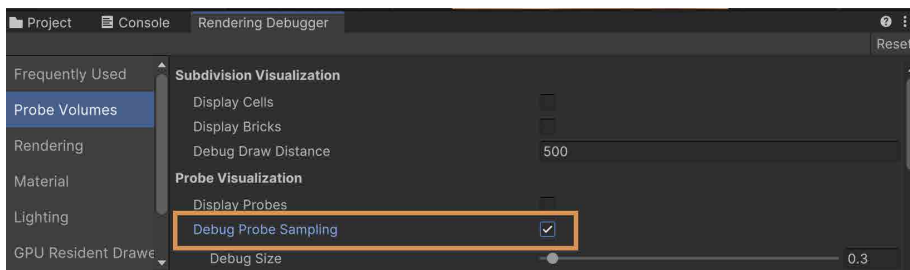 Project Console Rendering Debugger
Reset
Frequently Used
Probe Volumes
Rendering
Material
Lighting
GPU Resident Drawe
Subdivision Visualization
Display Cells
Display Bricks
Debug Draw Distance 500
Probe Visualization
Display Probes
Debug Probe Sampling
Debug Size 0.3